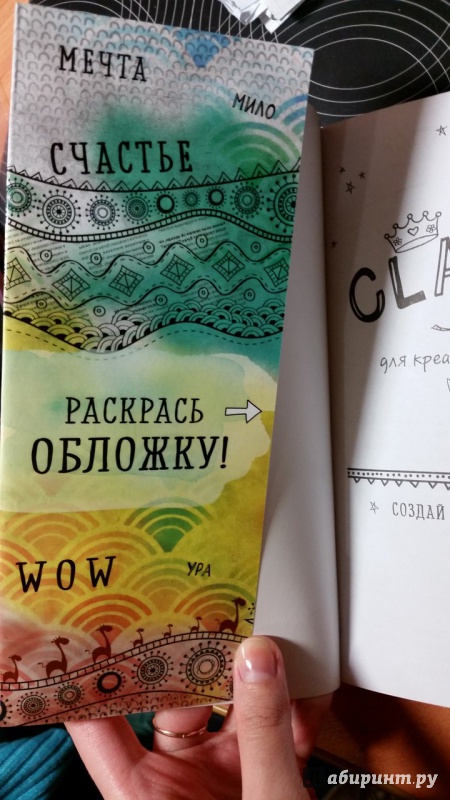 МЕЧТА
МИЛО
СЧАСТЬЕ
РАСКРАСЬ
ОБЛОЖКУ!
WOW
УРА
CLA
для креа
СОЗДАЙ
абиринт.ру